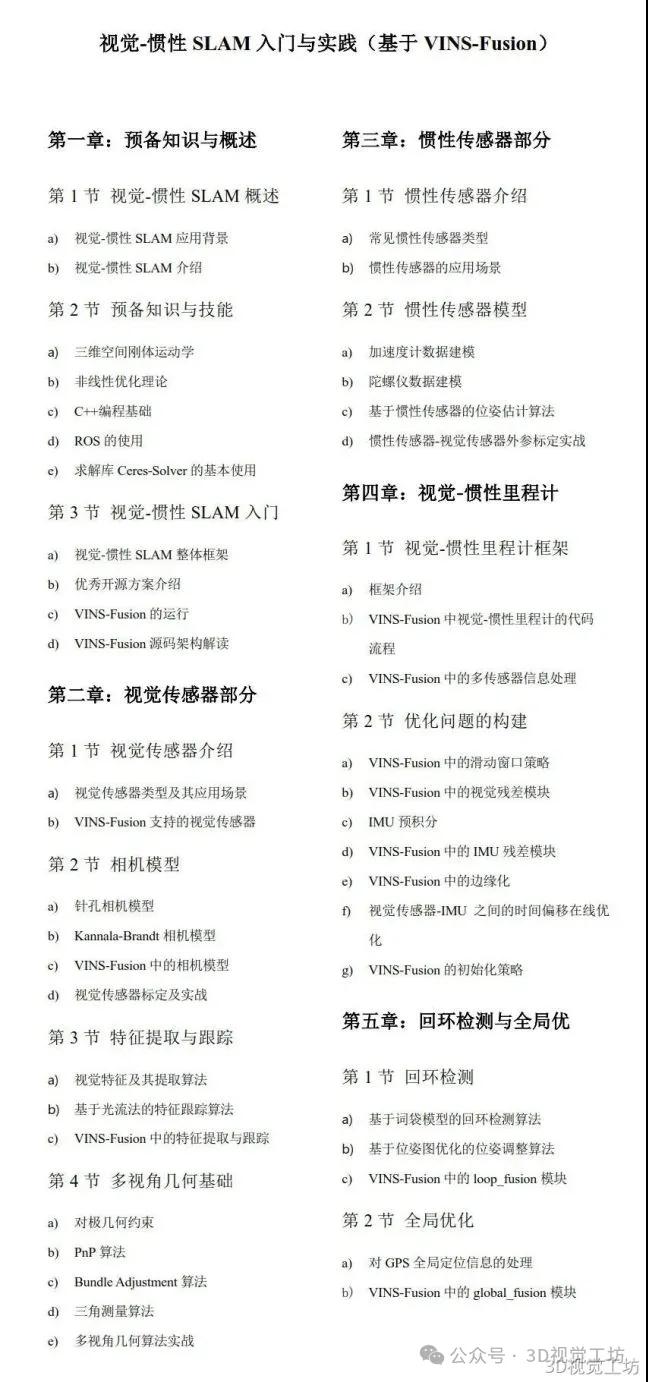 视觉-惯性 SLAM 入门与实践（基于 VINS-Fusion）
第一章：预备知识与概述
第 1 节 视觉-惯性 SLAM 概述
a) 视觉-惯性 SLAM 应用背景
b) 视觉-惯性 SLAM 介绍
第 2 节 预备知识与技能
a) 三维空间刚体运动学
b) 非线性优化理论
c) C++编程基础
d) ROS 的使用
e) 求解库 Ceres-Solver 的基本使用
第 3 节 视觉-惯性 SLAM 入门
a) 视觉-惯性 SLAM 整体框架
b) 优秀开源方案介绍
c) VINS-Fusion 的运行
d) VINS-Fusion 源码架构解读
第二章：视觉传感器部分
第 1 节 视觉传感器介绍
a) 视觉传感器类型及其应用场景
b) VINS-Fusion 支持的视觉传感器
第 2 节 相机模型
a) 针孔相机模型
b) Kannala-Brandt 相机模型
c) VINS-Fusion 中的相机模型
d) 视觉传感器标定及实战
第 3 节 特征提取与跟踪
a) 视觉特征及其提取算法
b) 基于光流法的特征跟踪算法
c) VINS-Fusion 中的特征提取与跟踪
第 4 节 多视角几何基础
a) 对极几何约束
b) PnP 算法
c) Bundle Adjustment 算法
d) 三角测量算法
e) 多视角几何算法实战
第三章：惯性传感器部分
第 1 节 惯性传感器介绍
a) 常见惯性传感器类型
b) 惯性传感器的应用场景
第 2 节 惯性传感器模型
a) 加速度计数据建模
b) 陀螺仪数据建模
c) 基于惯性传感器的位姿估计算法
d) 惯性传感器-视觉传感器外参标定实战
第四章：视觉-惯性里程计
第 1 节 视觉-惯性里程计框架
a) 框架介绍
b) VINS-Fusion 中视觉-惯性里程计的代码
流程
c) VINS-Fusion 中的多传感器信息处理
第 2 节 优化问题的构建
a) VINS-Fusion 中的滑动窗口策略
b) VINS-Fusion 中的视觉残差模块
c) IMU 预积分
d) VINS-Fusion 中的 IMU 残差模块
e) VINS-Fusion 中的边缘化
f) 视觉传感器-IMU 之间的时间偏移在线优
化
g) VINS-Fusion 的初始化策略
第五章：回环检测与全局优
第 1 节 回环检测
a) 基于词袋模型的回环检测算法
b) 基于位姿图优化的位姿调整算法
c) VINS-Fusion 中的 loop_fusion 模块
第 2 节 全局优化
a) 对 GPS 全局定位信息的处理
b) VINS-Fusion 中的 global_fusion 模块
公众号 · 3D视觉工坊
3D视觉工坊